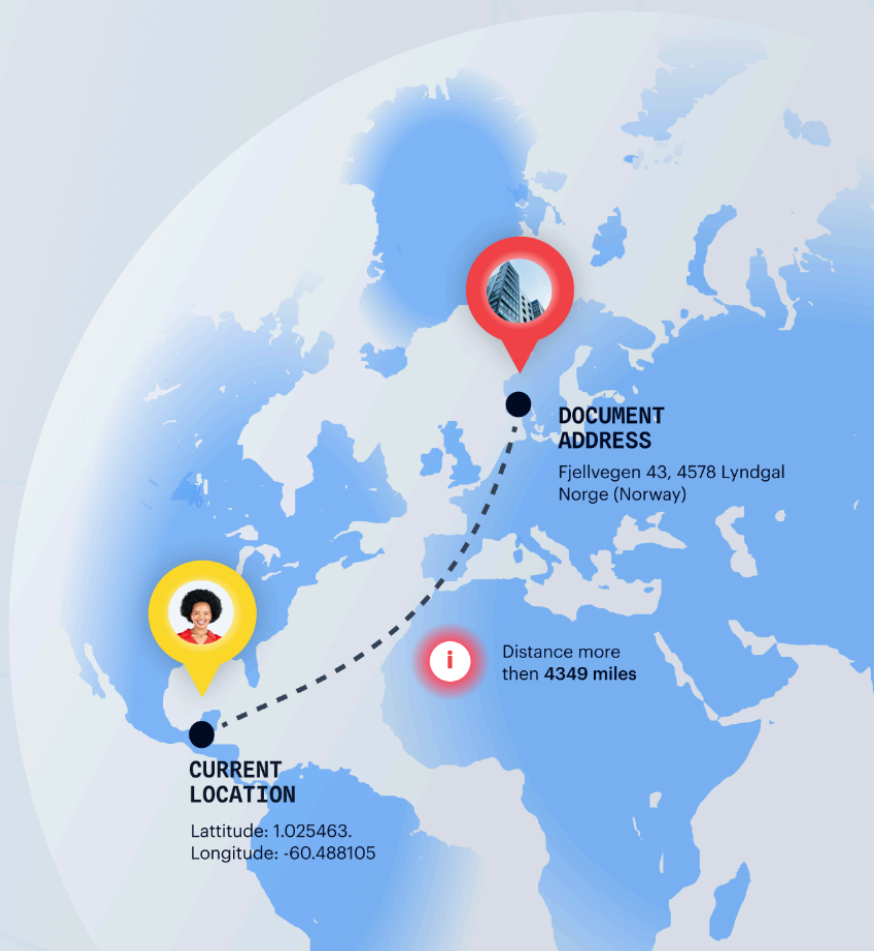 DOCUMENT
ADDRESS
Fjellvegen 43, 4578 Lyndgal
Norge (Norway)
i
Distance more
then 4349 miles
CURRENT
LOCATION
Lattitude: 1.025463.
Longitude: -60.488105